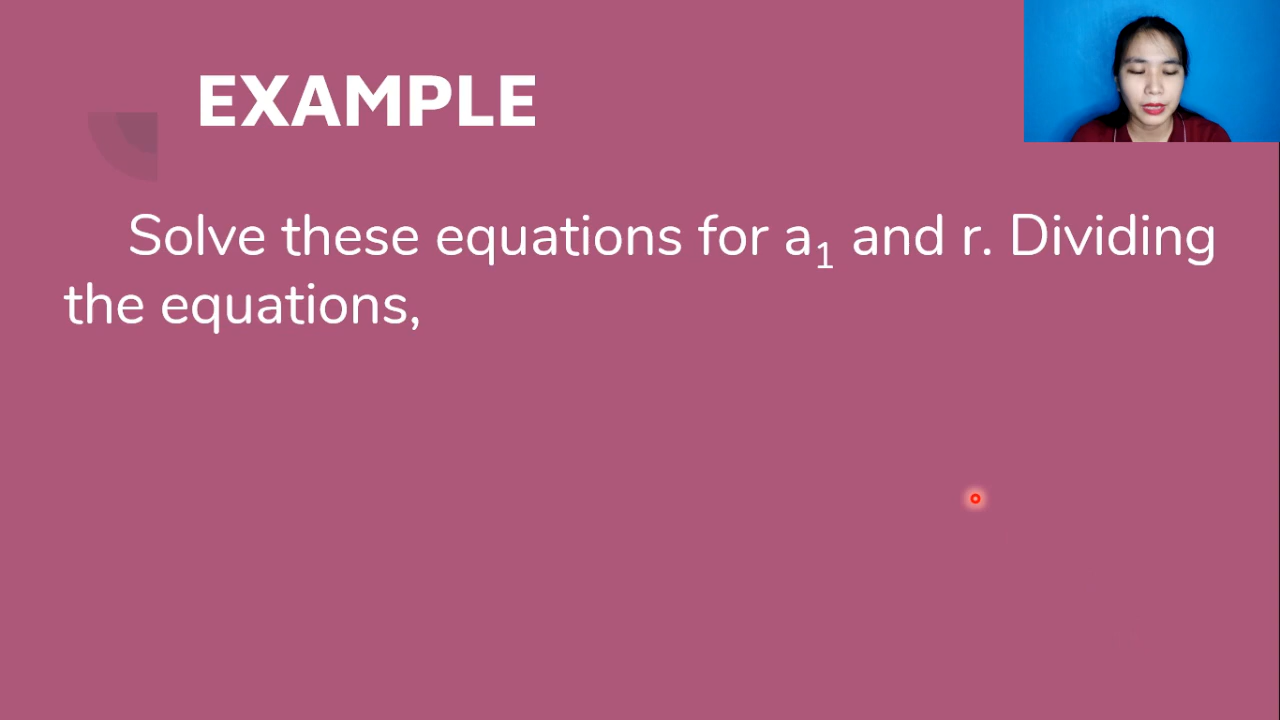 EXAMPLE
Solve these equations for a₁ and r. Dividing
the equations,